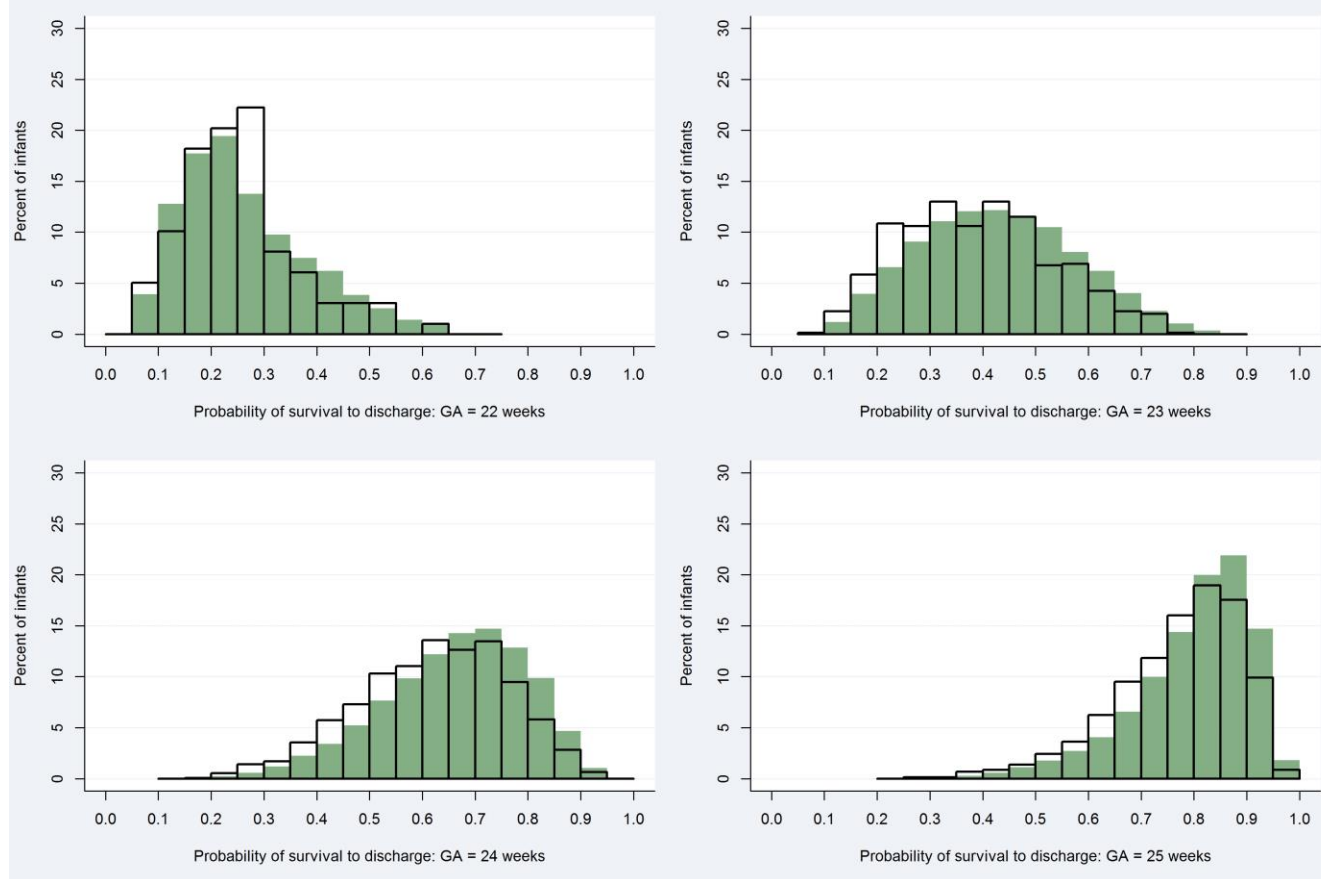 30
25
20
15
10
5
0
Percent of infants
0.0 0.1 0.2 0.3 0.4 0.5 0.6 0.7 0.8 0.9 1.0
Probability of survival to discharge: GA = 22 weeks
30
25
20
15
10
5
0
Percent of infants
0.0 0.1 0.2 0.3 0.4 0.5 0.6 0.7 0.8 0.9 1.0
Probability of survival to discharge: GA = 23 weeks
30
25
20
15
10
5
0
Percent of infants
0.0 0.1 0.2 0.3 0.4 0.5 0.6 0.7 0.8 0.9 1.0
Probability of survival to discharge: GA = 24 weeks
30
25
20
15
10
5
0
Percent of infants
0.0 0.1 0.2 0.3 0.4 0.5 0.6 0.7 0.8 0.9 1.0
Probability of survival to discharge: GA = 25 weeks